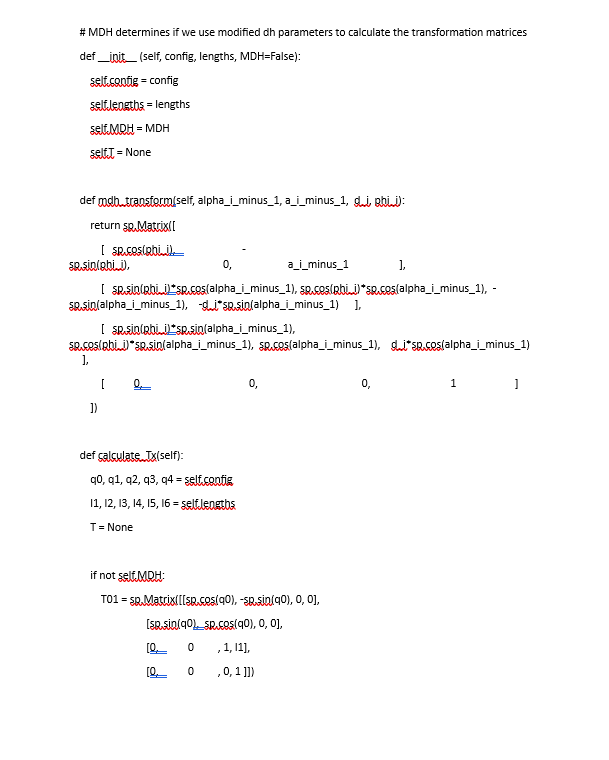 # MDH determines if we use modified dh parameters to calculate the transformation matrices
def __init__ (self, config, lengths, MDH=False):
self.config = config
self.lengths = lengths
self.MDH = MDH
self.T = None
def mdh_transform(self, alpha_i_minus_1, a_i_minus_1, d_i, phi_i):
return sp.Matrix([
[ sp.cos(phi_i), -
sp.sin(phi_i), 0, a_i_minus_1 ],
[ sp.sin(phi_i)*sp.cos(alpha_i_minus_1), sp.cos(phi_i)*sp.cos(alpha_i_minus_1), -
sp.sin(alpha_i_minus_1), -d_i*sp.sin(alpha_i_minus_1) ],
[ sp.sin(phi_i)*sp.sin(alpha_i_minus_1),
sp.cos(phi_i)*sp.sin(alpha_i_minus_1), sp.cos(alpha_i_minus_1), d_i*sp.cos(alpha_i_minus_1)
],
[ 0, 0, 0, 1 ]
])
def calculate_Tx(self):
q0, q1, q2, q3, q4 = self.config
l1, l2, l3, l4, l5, l6 = self.lengths
T = None
if not self.MDH:
T01 = sp.Matrix([[sp.cos(q0), -sp.sin(q0), 0, 0],
[sp.sin(q0), sp.cos(q0), 0, 0],
[0, 0 , 1, l1],
[0, 0 , 0, 1 ]])